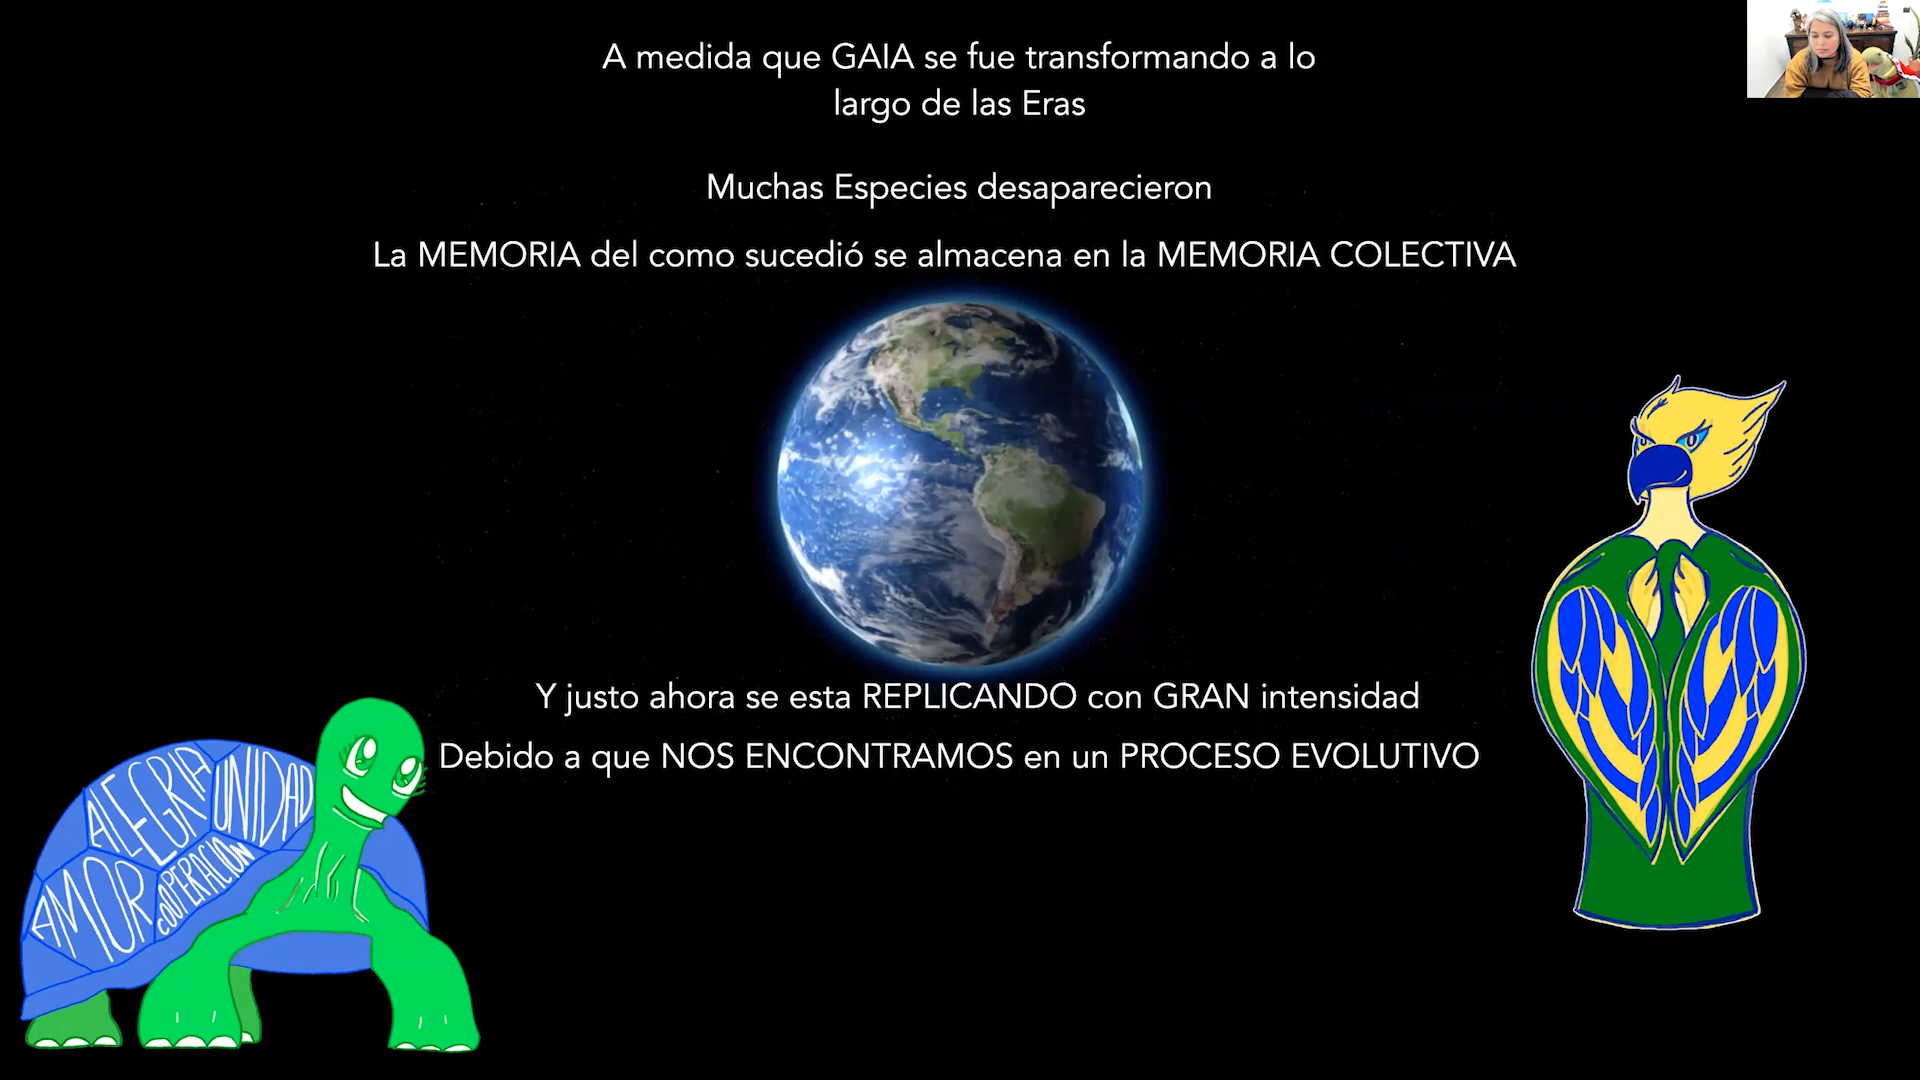 A medida que GAIA se fue transformando a lo
largo de las Eras
Muchas Especies desaparecieron
La MEMORIA del como sucedió se almacena en la MEMORIA COLECTIVA
Y justo ahora se esta REPLICANDO con GRAN intensidad
Debido a que NOS ENCONTRAMOS en un PROCESO EVOLUTIVO
ALEGRIA
UNIDAD
AMOR
COOPERACION